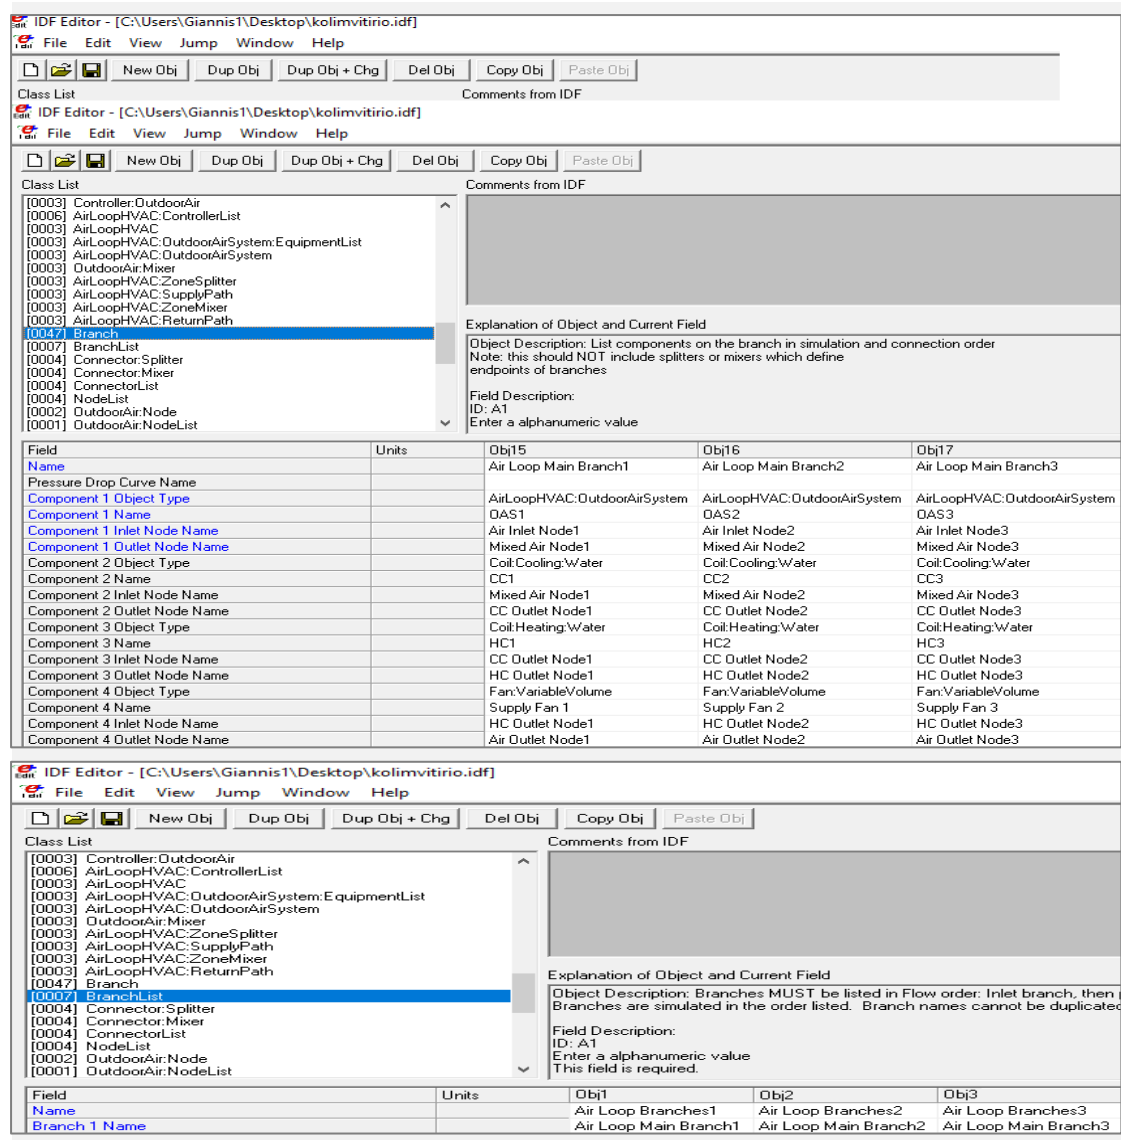 IDF Editor - [C:\Users\Giannis1\Desktop\kolimvitirio.idf]
File Edit View Jump Window Help
New Obj Dup Obj Dup Obj + Chg Del Obj Copy Obj Paste Obj
Class List Comments from IDF
IDF Editor - [C:\Users\Giannis1\Desktop\kolimvitirio.idf]
File Edit View Jump Window Help
New Obj Dup Obj Dup Obj + Chg Del Obj Copy Obj Paste Obj
Class List Comments from IDF
[0003] Controller:OutdoorAir
[0006] AirLoopHVAC:ControllerList
[0003] AirLoopHVAC
[0003] AirLoopHVAC:OutdoorAirSystem:EquipmentList
[0003] AirLoopHVAC:OutdoorAirSystem
[0003] OutdoorAir:Mixer
[0003] AirLoopHVAC:ZoneSplitter
[0003] AirLoopHVAC:SupplyPath
[0003] AirLoopHVAC:ZoneMixer
[0003] AirLoopHVAC:ReturnPath
[0047] Branch
[0007] BranchList
[0004] Connector:Splitter
[0004] Connector:Mixer
[0004] ConnectorList
[0004] NodeList
[0002] OutdoorAir:Node
[0001] OutdoorAir:NodeList
Explanation of Object and Current Field
Object Description: List components on the branch in simulation and connection order
Note: this should NOT include splitters or mixers which define
endpoints of branches
Field Description:
ID: A1
Enter a alphanumeric value
Field Units Obj15 Obj16 Obj17
Name Air Loop Main Branch1 Air Loop Main Branch2 Air Loop Main Branch3
Pressure Drop Curve Name
Component 1 Object Type AirLoopHVAC:OutdoorAirSystem AirLoopHVAC:OutdoorAirSystem AirLoopHVAC:OutdoorAirSystem
Component 1 Name OAS1 OAS2 OAS3
Component 1 Inlet Node Name Air Inlet Node1 Air Inlet Node2 Air Inlet Node3
Component 1 Outlet Node Name Mixed Air Node1 Mixed Air Node2 Mixed Air Node3
Component 2 Object Type Coil:Cooling:Water Coil:Cooling:Water Coil:Cooling:Water
Component 2 Name CC1 CC2 CC3
Component 2 Inlet Node Name Mixed Air Node1 Mixed Air Node2 Mixed Air Node3
Component 2 Outlet Node Name CC Outlet Node1 CC Outlet Node2 CC Outlet Node3
Component 3 Object Type Coil:Heating:Water Coil:Heating:Water Coil:Heating:Water
Component 3 Name HC1 HC2 HC3
Component 3 Inlet Node Name CC Outlet Node1 CC Outlet Node2 CC Outlet Node3
Component 3 Outlet Node Name HC Outlet Node1 HC Outlet Node2 HC Outlet Node3
Component 4 Object Type Fan:VariableVolume Fan:VariableVolume Fan:VariableVolume
Component 4 Name Supply Fan 1 Supply Fan 2 Supply Fan 3
Component 4 Inlet Node Name HC Outlet Node1 HC Outlet Node2 HC Outlet Node3
Component 4 Outlet Node Name Air Outlet Node1 Air Outlet Node2 Air Outlet Node3
IDF Editor - [C:\Users\Giannis1\Desktop\kolimvitirio.idf]
File Edit View Jump Window Help
New Obj Dup Obj Dup Obj + Chg Del Obj Copy Obj Paste Obj
Class List Comments from IDF
[0003] Controller:OutdoorAir
[0006] AirLoopHVAC:ControllerList
[0003] AirLoopHVAC
[0003] AirLoopHVAC:OutdoorAirSystem:EquipmentList
[0003] AirLoopHVAC:OutdoorAirSystem
[0003] OutdoorAir:Mixer
[0003] AirLoopHVAC:ZoneSplitter
[0003] AirLoopHVAC:SupplyPath
[0003] AirLoopHVAC:ZoneMixer
[0003] AirLoopHVAC:ReturnPath
[0047] Branch
[0007] BranchList
[0004] Connector:Splitter
[0004] Connector:Mixer
[0004] ConnectorList
[0004] NodeList
[0002] OutdoorAir:Node
[0001] OutdoorAir:NodeList
Explanation of Object and Current Field
Object Description: Branches MUST be listed in Flow order: Inlet branch, then
Branches are simulated in the order listed. Branch names cannot be duplicated
Field Description:
ID: A1
Enter a alphanumeric value
This field is required.
Field Units Obj1 Obj2 Obj3
Name Air Loop Branches1 Air Loop Branches2 Air Loop Branches3
Branch 1 Name Air Loop Main Branch1 Air Loop Main Branch2 Air Loop Main Branch3